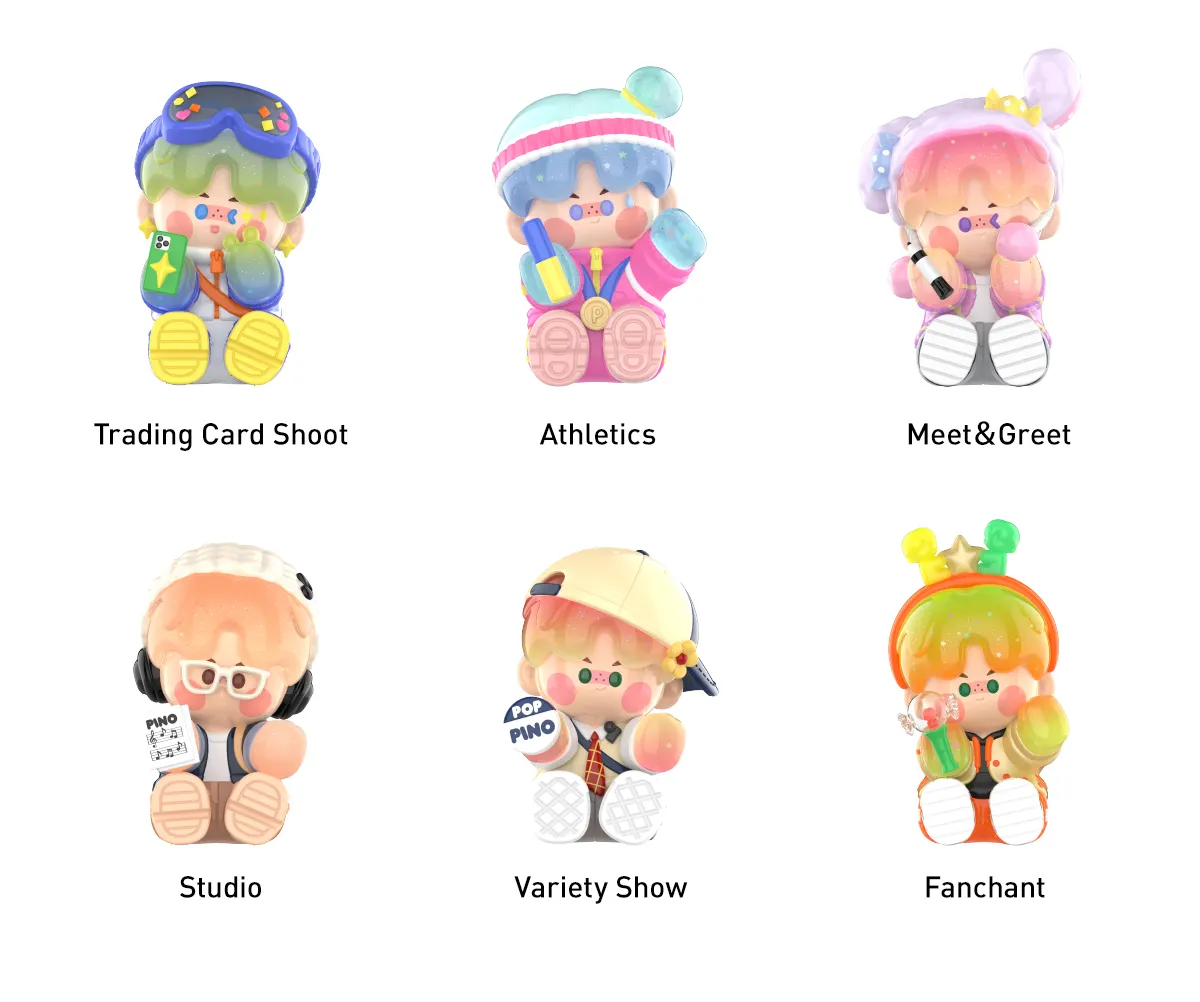 P
Trading Card Shoot
Athletics
Meet&Greet
PINO
POP
PINO
Studio
Variety Show
Fanchant